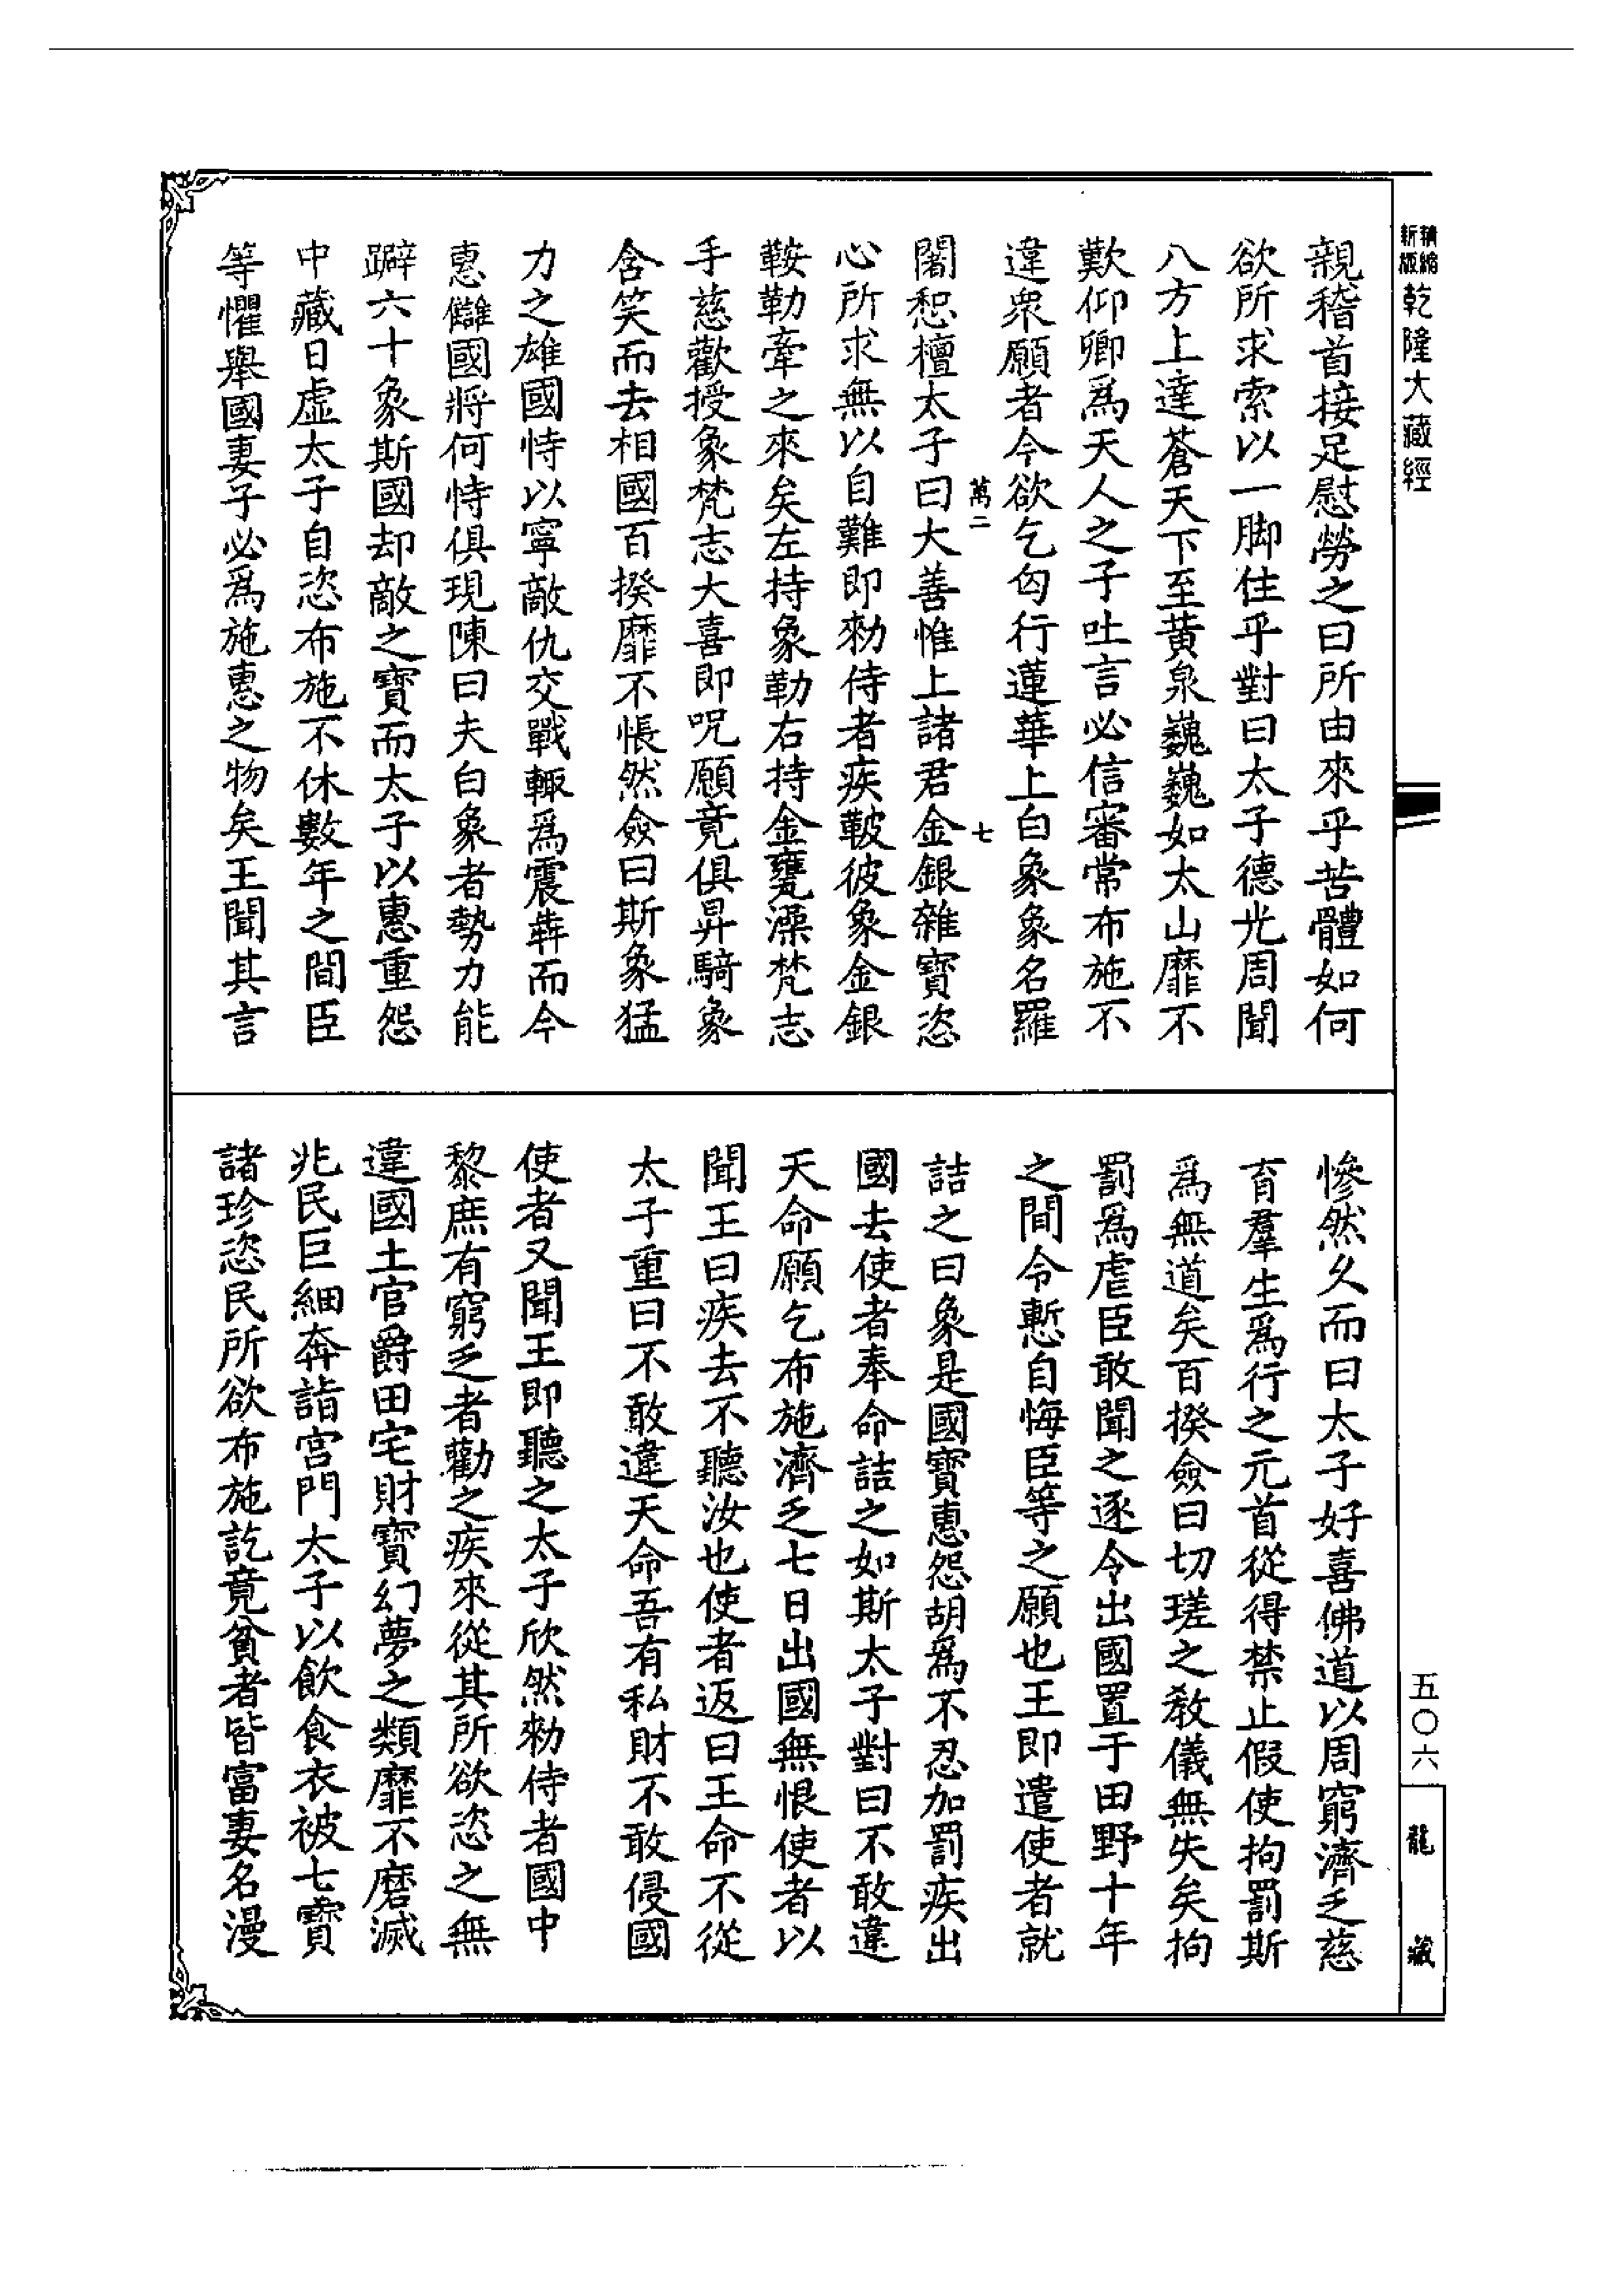 新版 精縮 乾隆大藏經
親稽首接足慰勞之曰所由來乎苦體如何
欲所求索以一脚住乎對曰太子德光周聞
八方上達蒼天下至黃泉巍巍如太山靡不
歎仰卿爲天人之子吐言必信審常布施不
違衆願者今欲乞匃行蓮華上白象象名羅
萬二 七
闍恕檀太子曰大善惟上諸君金銀雜寶恣
心所求無以自難即勑侍者疾鞁彼象金銀
鞍勒牽之來矣左持象勒右持金甕澡梵志
手慈歡授象梵志大喜即呪願竟俱昇騎象
含笑而去相國百揆靡不悵然僉曰斯象猛
力之雄國恃以寧敵仇交戰輙爲震犇而今
惠讎國將何恃俱現陳曰夫白象者勢力能
躃六十象斯國却敵之寶而太子以惠重怨
中藏日虛太子自恣布施不休數年之間臣
等懼舉國妻子必爲施惠之物矣王聞其言
慘然久而曰太子好喜佛道以周窮濟乏慈
育羣生爲行之元首從得禁止假使拘罰斯
爲無道矣百揆僉曰切瑳之教儀無失矣拘
罰爲虐臣敢聞之逐令出國置于田野十年
之間令慙自悔臣等之願也王即遣使者就
詰之曰象是國寶惠怨胡爲不忍加罰疾出
國去使者奉命詰之如斯太子對曰不敢違
天命願乞布施濟乏七日出國無恨使者以
聞王曰疾去不聽汝也使者返曰王命不從
太子重曰不敢違天命吾有私財不敢侵國
使者又聞王即聽之太子欣然勑侍者國中
黎庶有窮乏者勸之疾來從其所欲恣之無
違國土官爵田宅財寶幻夢之類靡不磨滅
兆民巨細奔詣宮門太子以飲食衣被七寶
諸珍恣民所欲布施訖竟貧者皆富妻名漫
五〇六
龍藏